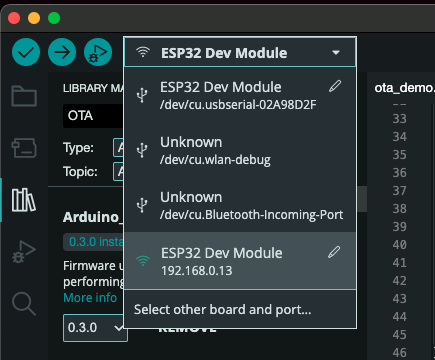 ESP32 Dev Module
LIBRARY MA
OTA
Type:
Topic:
ESP32 Dev Module
/dev/cu.usbserial-02A98D2F
Unknown
/dev/cu.wlan-debug
Unknown
/dev/cu.Bluetooth-Incoming-Port
ESP32 Dev Module
192.168.0.13
Select other board and port...
Arduino_
0.3.0 insta
Firmware u
performing
More info
0.3.0
REMOVE
ota_demo.
33
34
35
36
37
38
39
40
41
42
43
44
45
46